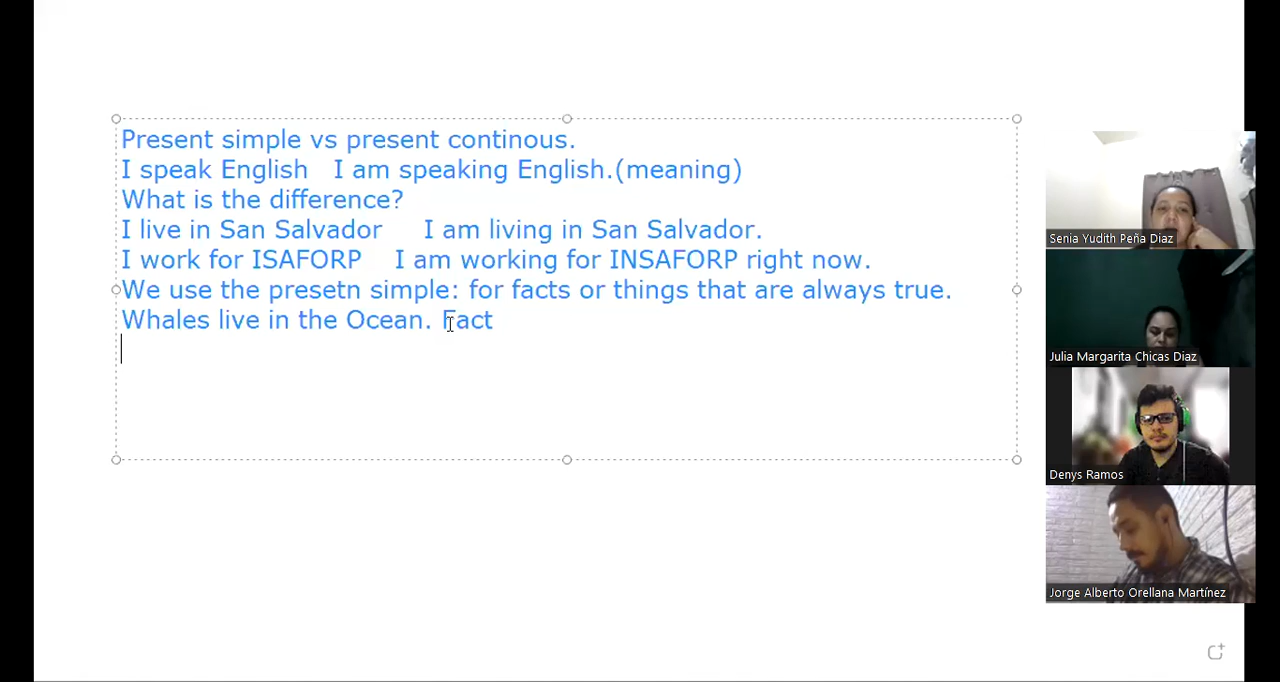 Present simple vs present continous.
I speak English   I am speaking English.(meaning)
What is the difference?
I live in San Salvador     I am living in San Salvador.
I work for ISAFORP    I am working for INSAFORP right now.
We use the presetn simple: for facts or things that are always true.
Whales live in the Ocean. Fact
Senia Yudith Peña Diaz
Julia Margarita Chicas Diaz
Denys Ramos
Jorge Alberto Orellana Martínez